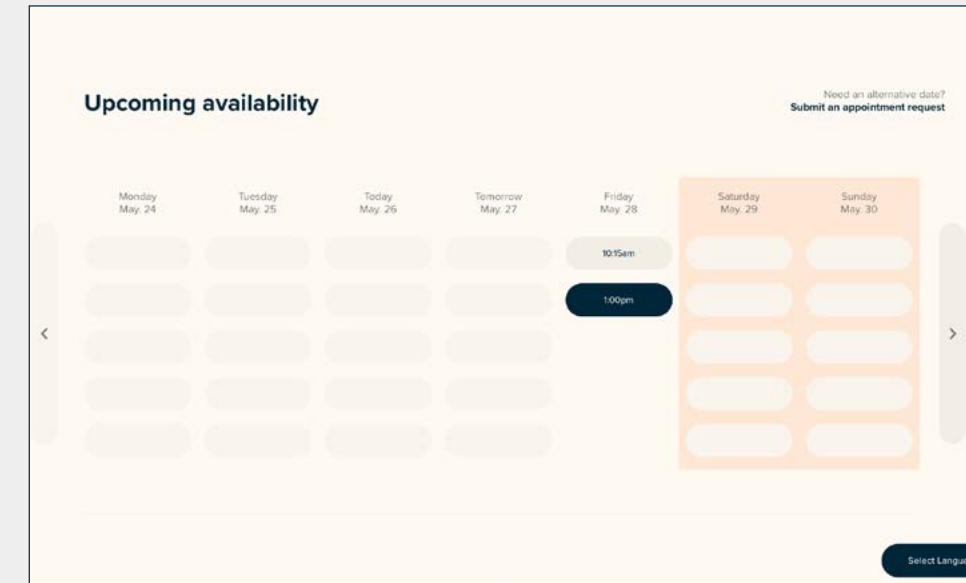 Upcoming availability
Need an alternative date?
Submit an appointment request
Monday
May. 24
Tuesday
May. 25
Today
May. 26
Tomorrow
May. 27
Friday
May. 28
Saturday
May. 29
Sunday
May. 30
10:15am
1:00pm
Select